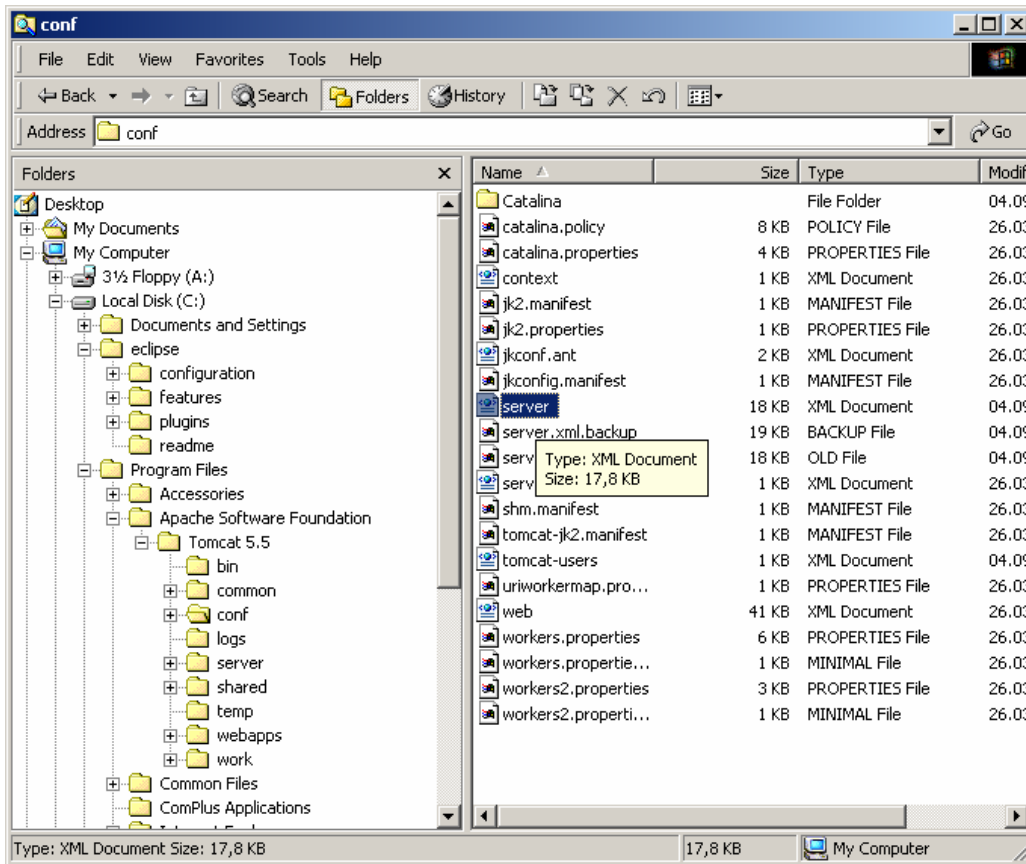 conf
File Edit View Favorites Tools Help
Back Search Folders History
Address conf Go
Folders
Desktop
My Documents
My Computer
3½ Floppy (A:)
Local Disk (C:)
Documents and Settings
eclipse
configuration
features
plugins
readme
Program Files
Accessories
Apache Software Foundation
Tomcat 5.5
bin
common
conf
logs
server
shared
temp
webapps
work
Common Files
ComPlus Applications
Name Size Type Modif
Catalina File Folder 04.09
catalina.policy 8 KB POLICY File 26.03
catalina.properties 4 KB PROPERTIES File 26.03
context 1 KB XML Document 26.03
jk2.manifest 1 KB MANIFEST File 26.03
jk2.properties 1 KB PROPERTIES File 26.03
jkconf.ant 2 KB XML Document 26.03
jkconfig.manifest 1 KB MANIFEST File 26.03
server 18 KB XML Document 04.09
server.xml.backup 19 KB BACKUP File 04.09
serv 18 KB OLD File 04.09
serv 1 KB XML Document 26.03
Type: XML Document
Size: 17,8 KB
shm.manifest 1 KB MANIFEST File 26.03
tomcat-jk2.manifest 1 KB MANIFEST File 26.03
tomcat-users 1 KB XML Document 04.09
uriworkermap.pro... 1 KB PROPERTIES File 26.03
web 41 KB XML Document 26.03
workers.properties 6 KB PROPERTIES File 26.03
workers.propertie... 1 KB MINIMAL File 26.03
workers2.properties 3 KB PROPERTIES File 26.03
workers2.properti... 1 KB MINIMAL File 26.03
Type: XML Document Size: 17,8 KB 17,8 KB My Computer